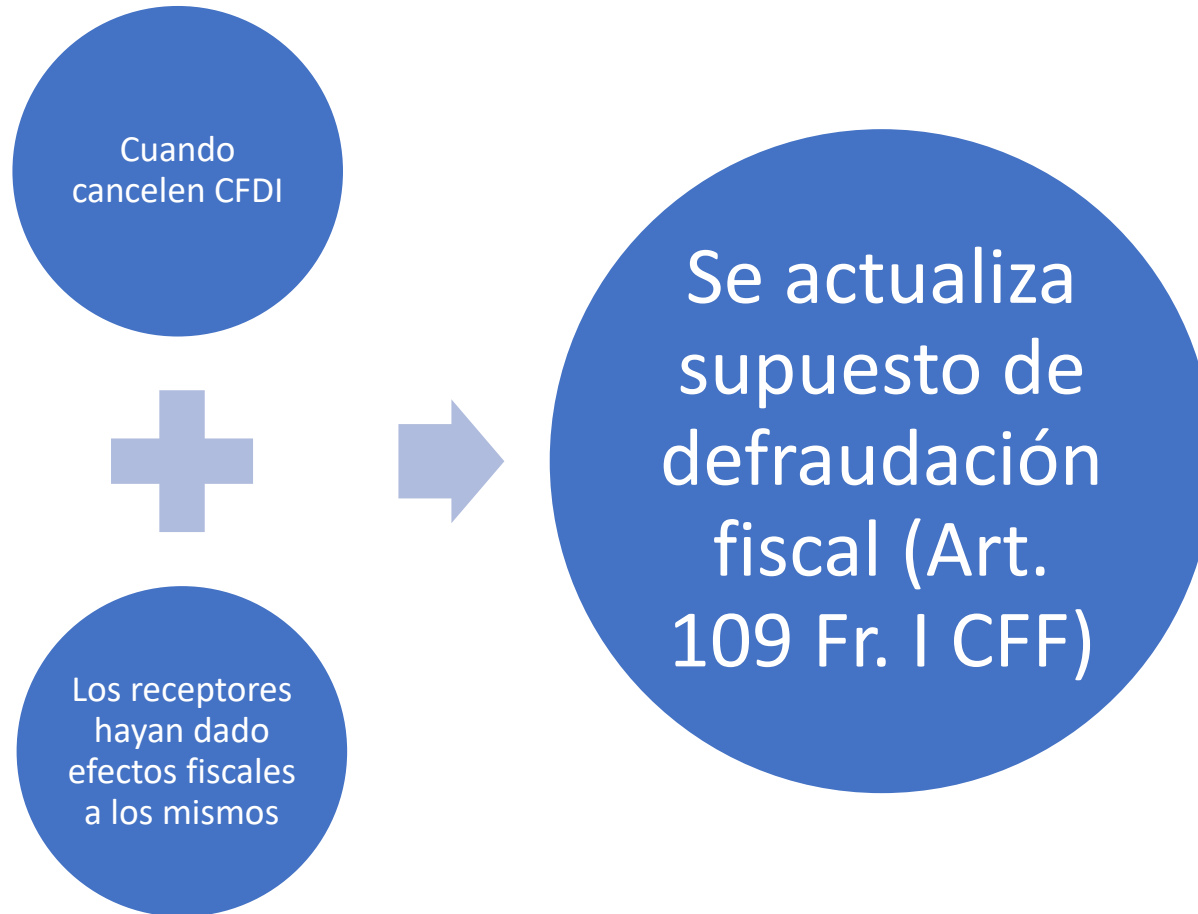 Cuando
cancelen CFDI
Los receptores
hayan dado
efectos fiscales
a los mismos
Se actualiza
supuesto de
defraudación
fiscal (Art.
109 Fr. I CFF)